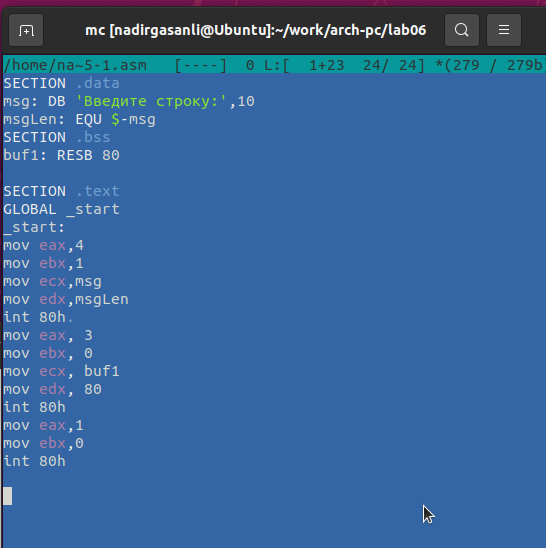 mc [nadirgasanli@Ubuntu]:~/work/arch-pc/lab06
/home/na~5-1.asm   [----]  0 L:[  1+23  24/ 24] *(279 / 279b
SECTION .data
msg: DB 'Введите строку:',10
msgLen: EQU $-msg
SECTION .bss
buf1: RESB 80

SECTION .text
GLOBAL _start
_start:
mov eax,4
mov ebx,1
mov ecx,msg
mov edx,msgLen
int 80h.
mov eax, 3
mov ebx, 0
mov ecx, buf1
mov edx, 80
int 80h
mov eax,1
mov ebx,0
int 80h